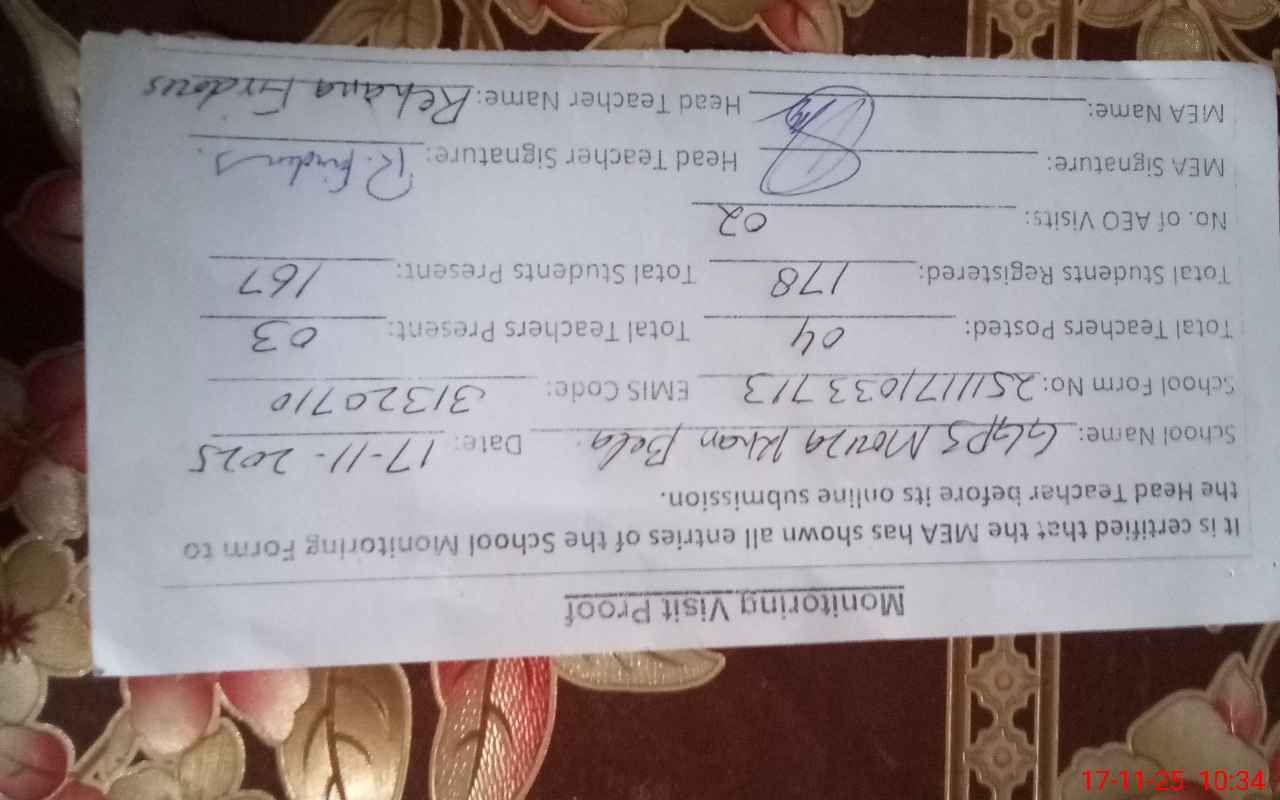 Monitoring Visit Proof
It is certified that the MEA has shown all entries of the School Monitoring Form to
the Head Teacher before its online submission.
School Name: GGPS Mouza Khan Bela. Date: 17-11-2025
School Form No: 2511171033713 EMIS Code: 31320710
Total Teachers Posted: 04 Total Teachers Present: 03
Total Students Registered: 178 Total Students Present: 167
No. of AEO Visits: 02
MEA Signature: Head Teacher Signature: R. Firdous.
MEA Name: Head Teacher Name: Rehana Firdous
17-11-25 10:34